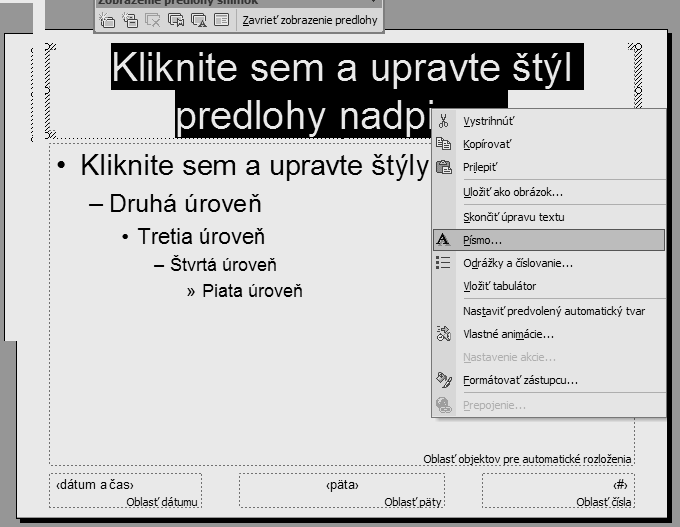 Zobrazenie predlohy snímok
Zavrieť zobrazenie predlohy
Kliknite sem a upravte štýl
predlohy nadpi
• Kliknite sem a upravte štýly
– Druhá úroveň
• Tretia úroveň
– Štvrtá úroveň
» Piata úroveň
Vystrihnúť
Kopírovať
Prilepiť
Uložiť ako obrázok...
Skončiť úpravu textu
Písmo...
Odrážky a číslovanie...
Vložiť tabulátor
Nastaviť predvolený automatický tvar
Vlastné animácie...
Nastavenie akcie...
Formátovať zástupcu...
Prepojenie...
Oblasť objektov pre automatické rozloženia
‹dátum a čas›
Oblasť dátumu
‹päta›
Oblasť päty
‹#›
Oblasť čísla